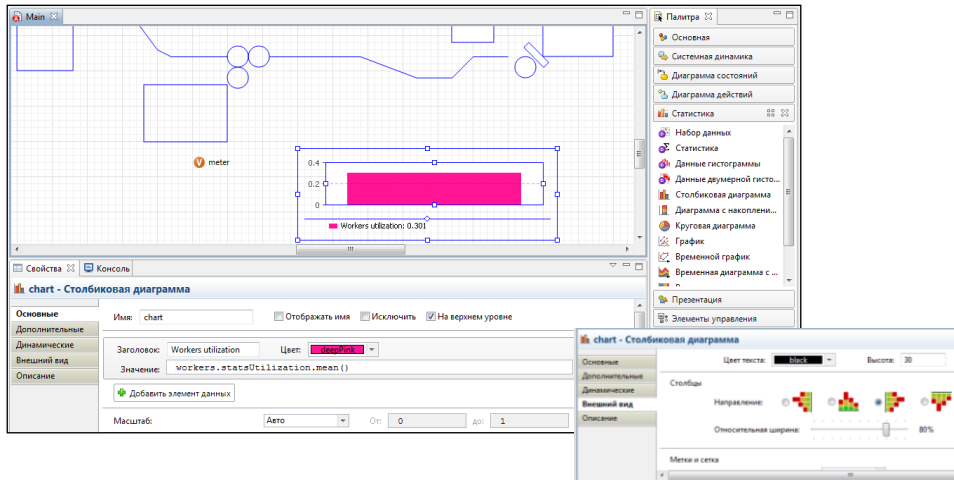 Main
meter
0.4
0.2
0
Workers utilization: 0.301
Палитра
Основная
Системная динамика
Диаграмма состояний
Диаграмма действий
Статистика
Набор данных
Статистика
Данные гистограммы
Данные двумерной гисто...
Столбиковая диаграмма
Диаграмма с накоплени...
Круговая диаграмма
График
Временной график
Временная диаграмма с ...
Презентация
Элементы управления
Свойства
Консоль
chart - Столбиковая диаграмма
Основные
Дополнительные
Динамические
Внешний вид
Описание
Имя: chart Отображать имя Исключить На верхнем уровне
Заголовок: Workers utilization Цвет: deepPink
Значение: workers.statsUtilization.mean()
Добавить элемент данных
Масштаб: Авто От: 0 до: 1
chart - Столбиковая диаграмма
Основные
Дополнительные
Динамические
Внешний вид
Описание
Цвет текста: black Высота: 30
Столбцы
Направление:
Относительная ширина: 80%
Метки и сетка